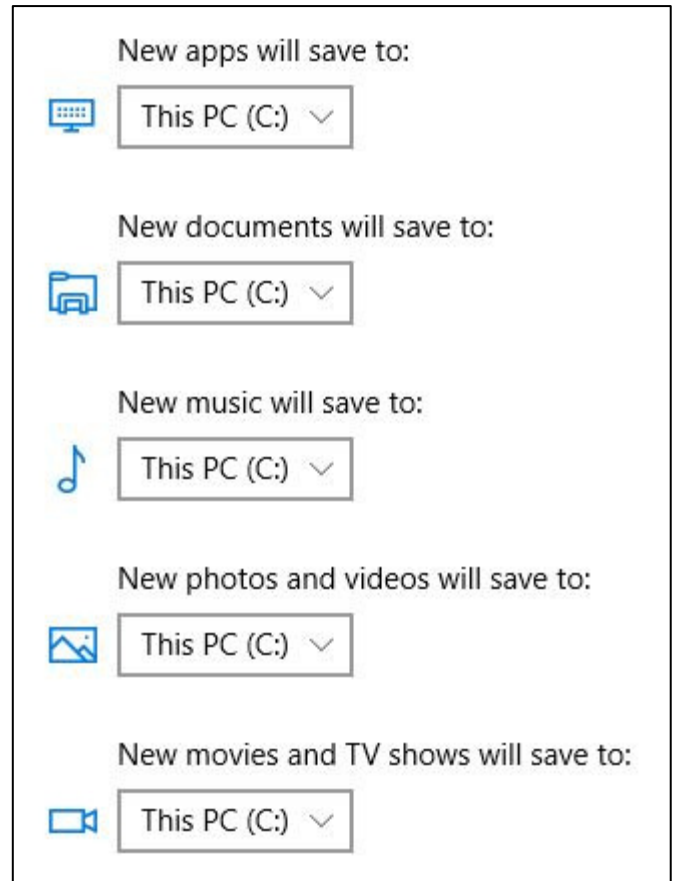 New apps will save to:
This PC (C:)
New documents will save to:
This PC (C:)
New music will save to:
This PC (C:)
New photos and videos will save to:
This PC (C:)
New movies and TV shows will save to:
This PC (C:)